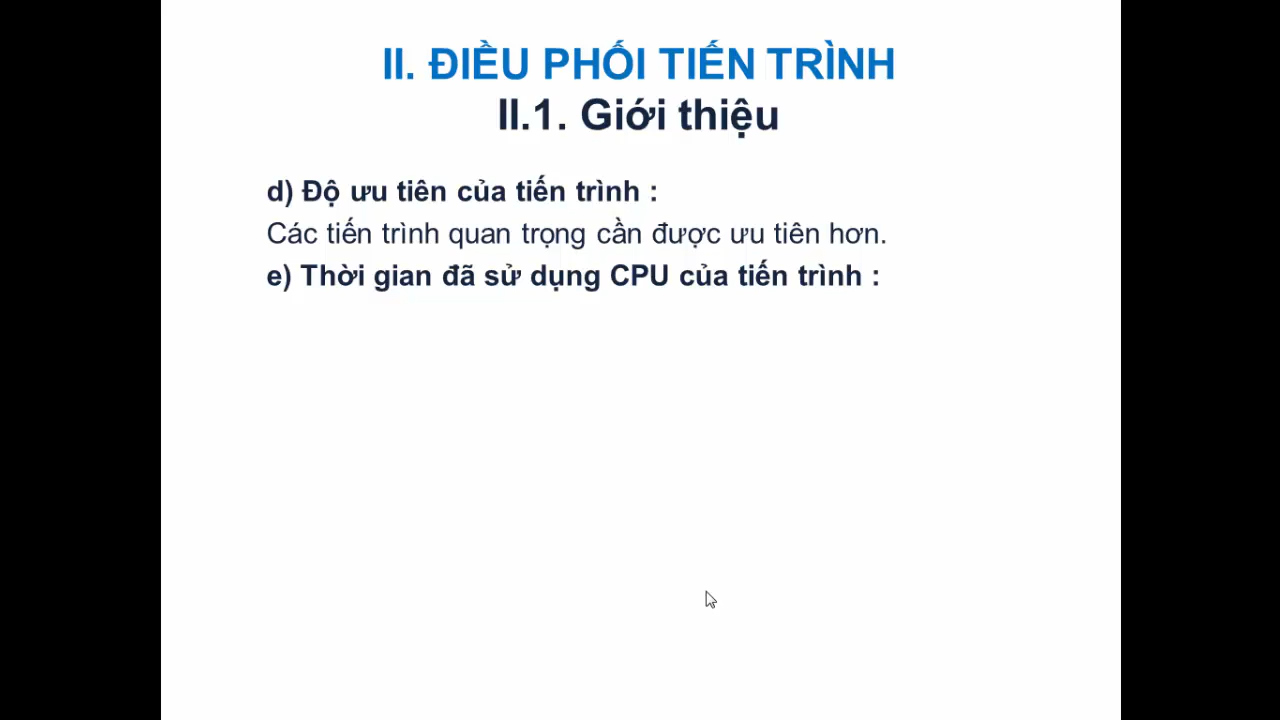 II. ĐIỀU PHỐI TIẾN TRÌNH
II.1. Giới thiệu
d) Độ ưu tiên của tiến trình :
Các tiến trình quan trọng cần được ưu tiên hơn.
e) Thời gian đã sử dụng CPU của tiến trình :